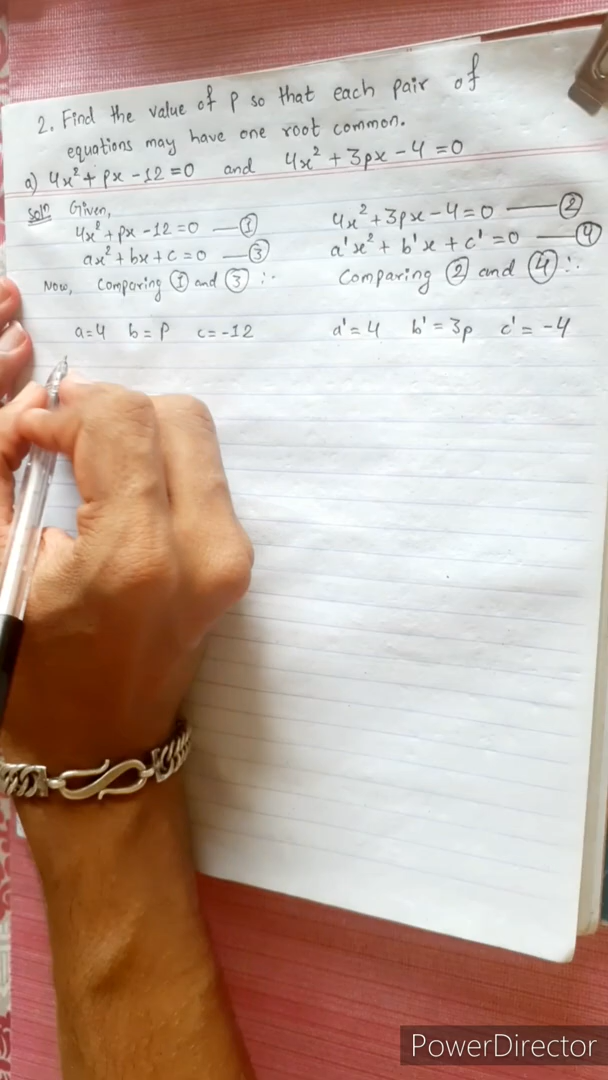 2. Find the value of P so that each pair of
equations may have one root common.
a) 4x² + px - 12 = 0 and 4x² + 3px - 4 = 0
Solⁿ Given,
4x² + px - 12 = 0 —— ①
ax² + bx + c = 0 —— ③
Now, Comparing ① and ③ :·
a = 4 b = P c = -12
4x² + 3px - 4 = 0 —— ②
a'x² + b'x + c' = 0 —— ④
Comparing ② and ④ :·
a' = 4 b' = 3p c' = -4
PowerDirector